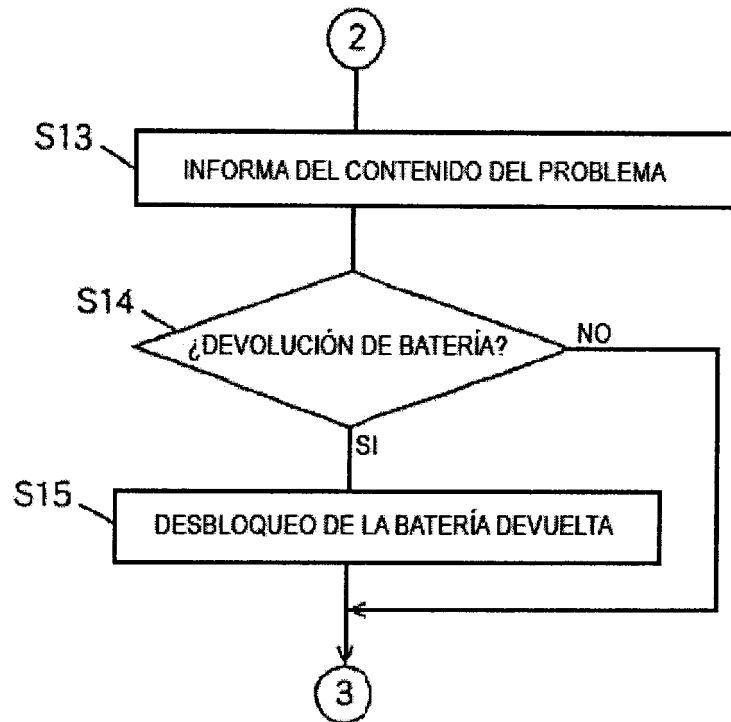 2
S13
INFORMA DEL CONTENIDO DEL PROBLEMA
S14
¿DEVOLUCIÓN DE BATERÍA?
NO
SI
S15
DESBLOQUEO DE LA BATERÍA DEVUELTA
3